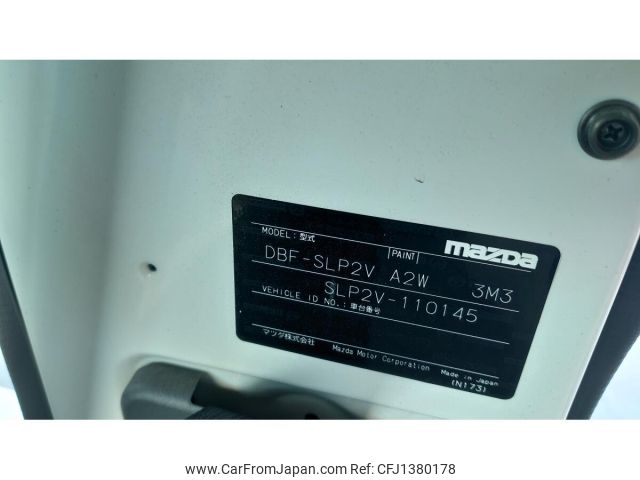 mazda
MODEL: 型式 PAINT
DBF-SLP2V A2W 3M3
SLP2V-110145
VEHICLE ID NO.: 車台番号
マツダ株式会社 Mazda Motor Corporation Made in Japan
(N173)
www.CarFromJapan.com-CFJ1380178